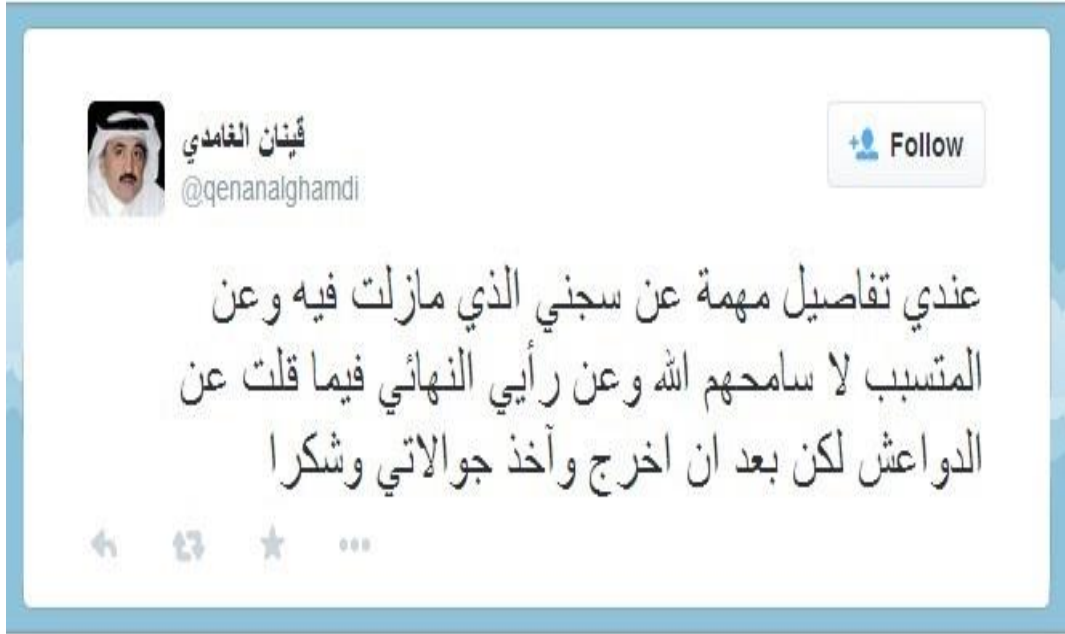 قينان الغامدي
@qenanalghamdi
Follow
عندي تفاصيل مهمة عن سجني الذي مازلت فيه وعن
المتسبب لا سامحهم الله وعن رأيي النهائي فيما قلت عن
الدواعش لكن بعد ان اخرج وآخذ جوالاتي وشكرا